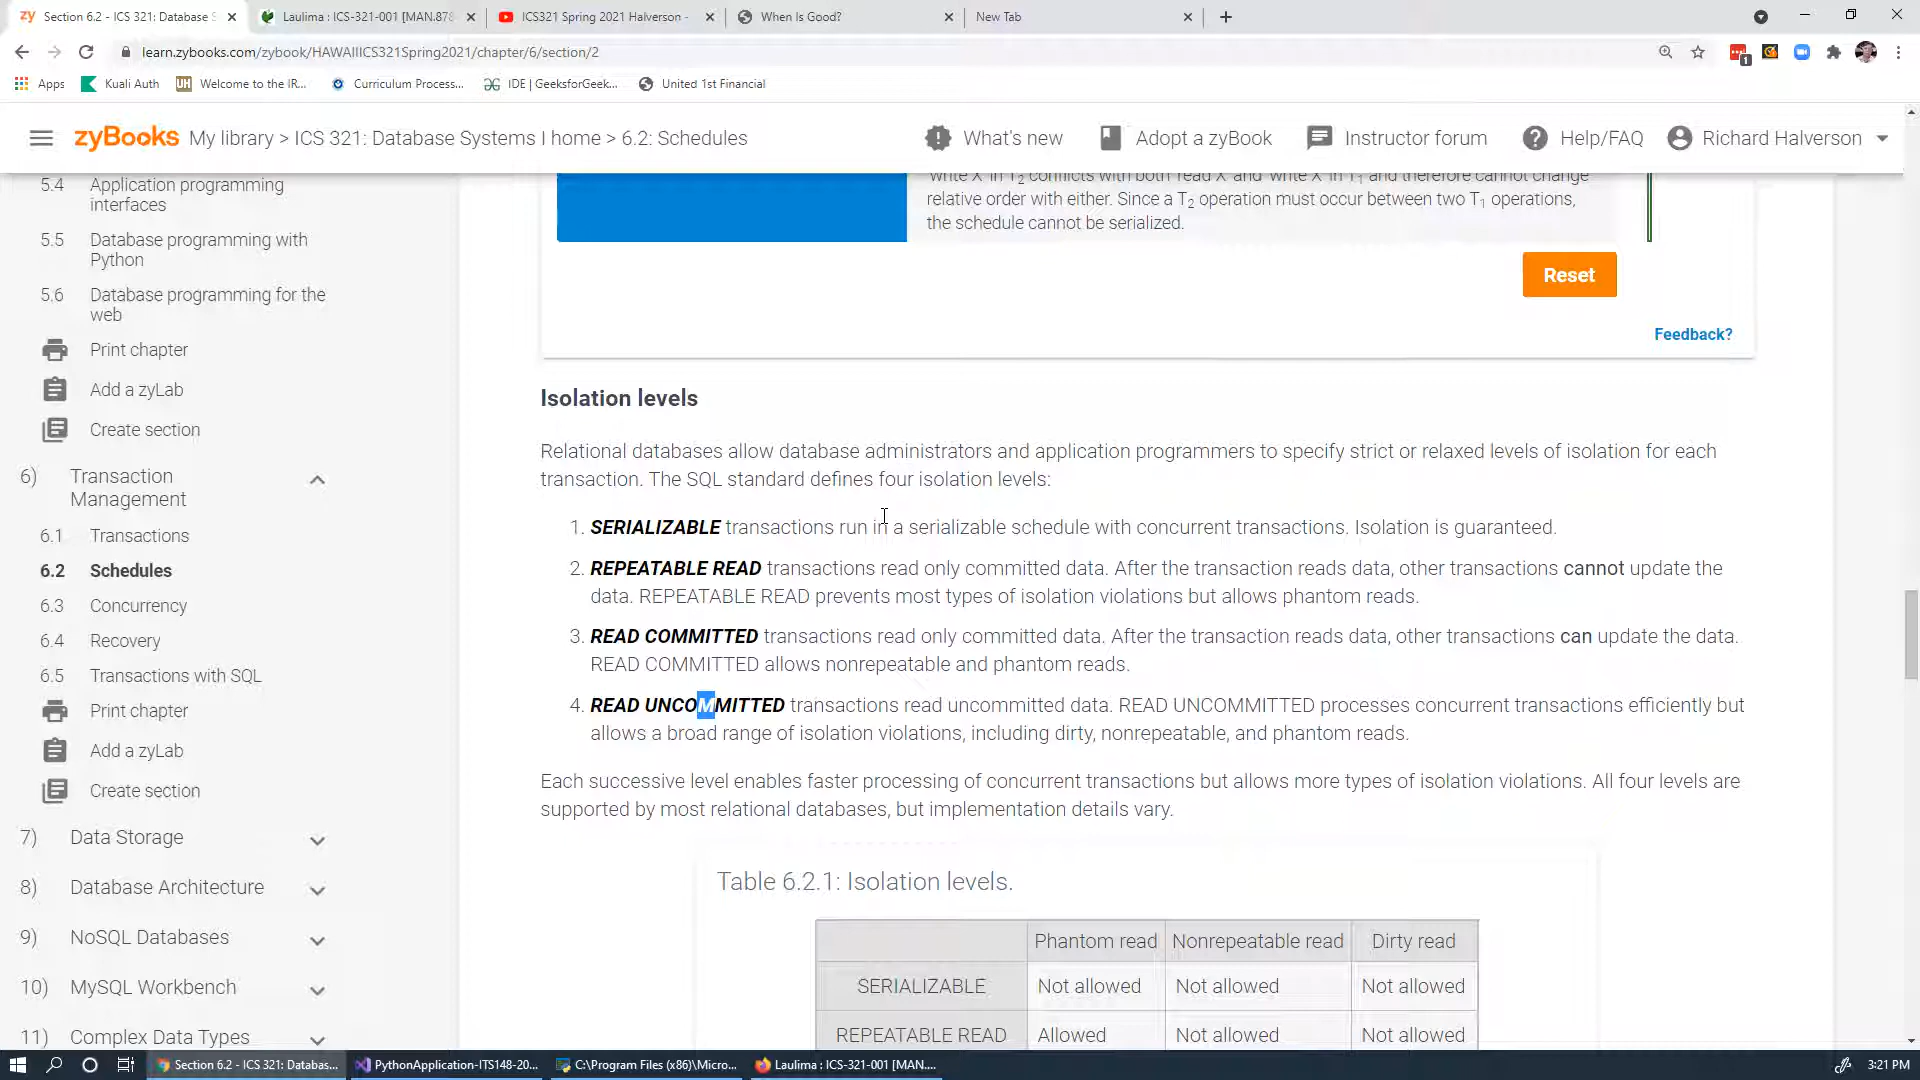 Section 6.2 - ICS 321: Database S
Laulima : ICS-321-001 [MAN.878
ICS321 Spring 2021 Halverson -
When Is Good?
New Tab
learn.zybooks.com/zybook/HAWAIIICS321Spring2021/chapter/6/section/2
1
Apps
Kuali Auth
UH
Welcome to the IR...
Curriculum Process...
IDE | GeeksforGeek...
United 1st Financial
zyBooks My library > ICS 321: Database Systems I home > 6.2: Schedules
What's new
Adopt a zyBook
Instructor forum
Help/FAQ
Richard Halverson
5.4 Application programming
interfaces
5.5 Database programming with
Python
5.6 Database programming for the
web
Print chapter
Add a zyLab
Create section
6) Transaction
Management
6.1 Transactions
6.2 Schedules
6.3 Concurrency
6.4 Recovery
6.5 Transactions with SQL
Print chapter
Add a zyLab
Create section
7) Data Storage
8) Database Architecture
9) NoSQL Databases
10) MySQL Workbench
11) Complex Data Types
Write X in T2 conflicts with both read X and write X in T1 and therefore cannot change
relative order with either. Since a T2 operation must occur between two T1 operations,
the schedule cannot be serialized.
Reset
Feedback?
Isolation levels
Relational databases allow database administrators and application programmers to specify strict or relaxed levels of isolation for each
transaction. The SQL standard defines four isolation levels:
1. SERIALIZABLE transactions run in a serializable schedule with concurrent transactions. Isolation is guaranteed.
2. REPEATABLE READ transactions read only committed data. After the transaction reads data, other transactions cannot update the
data. REPEATABLE READ prevents most types of isolation violations but allows phantom reads.
3. READ COMMITTED transactions read only committed data. After the transaction reads data, other transactions can update the data.
READ COMMITTED allows nonrepeatable and phantom reads.
4. READ UNCOMMITTED transactions read uncommitted data. READ UNCOMMITTED processes concurrent transactions efficiently but
allows a broad range of isolation violations, including dirty, nonrepeatable, and phantom reads.
Each successive level enables faster processing of concurrent transactions but allows more types of isolation violations. All four levels are
supported by most relational databases, but implementation details vary.
Table 6.2.1: Isolation levels.
Phantom read Nonrepeatable read Dirty read
SERIALIZABLE Not allowed Not allowed Not allowed
REPEATABLE READ Allowed Not allowed Not allowed
Section 6.2 - ICS 321: Databas...
PythonApplication-ITS148-20...
C:\Program Files (x86)\Micro...
Laulima : ICS-321-001 [MAN....
3:21 PM